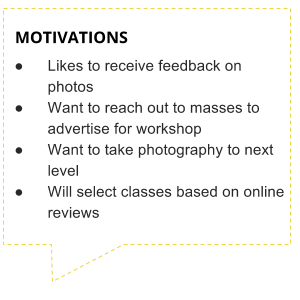 MOTIVATIONS
● Likes to receive feedback on
photos
● Want to reach out to masses to
advertise for workshop
● Want to take photography to next
level
● Will select classes based on online
reviews